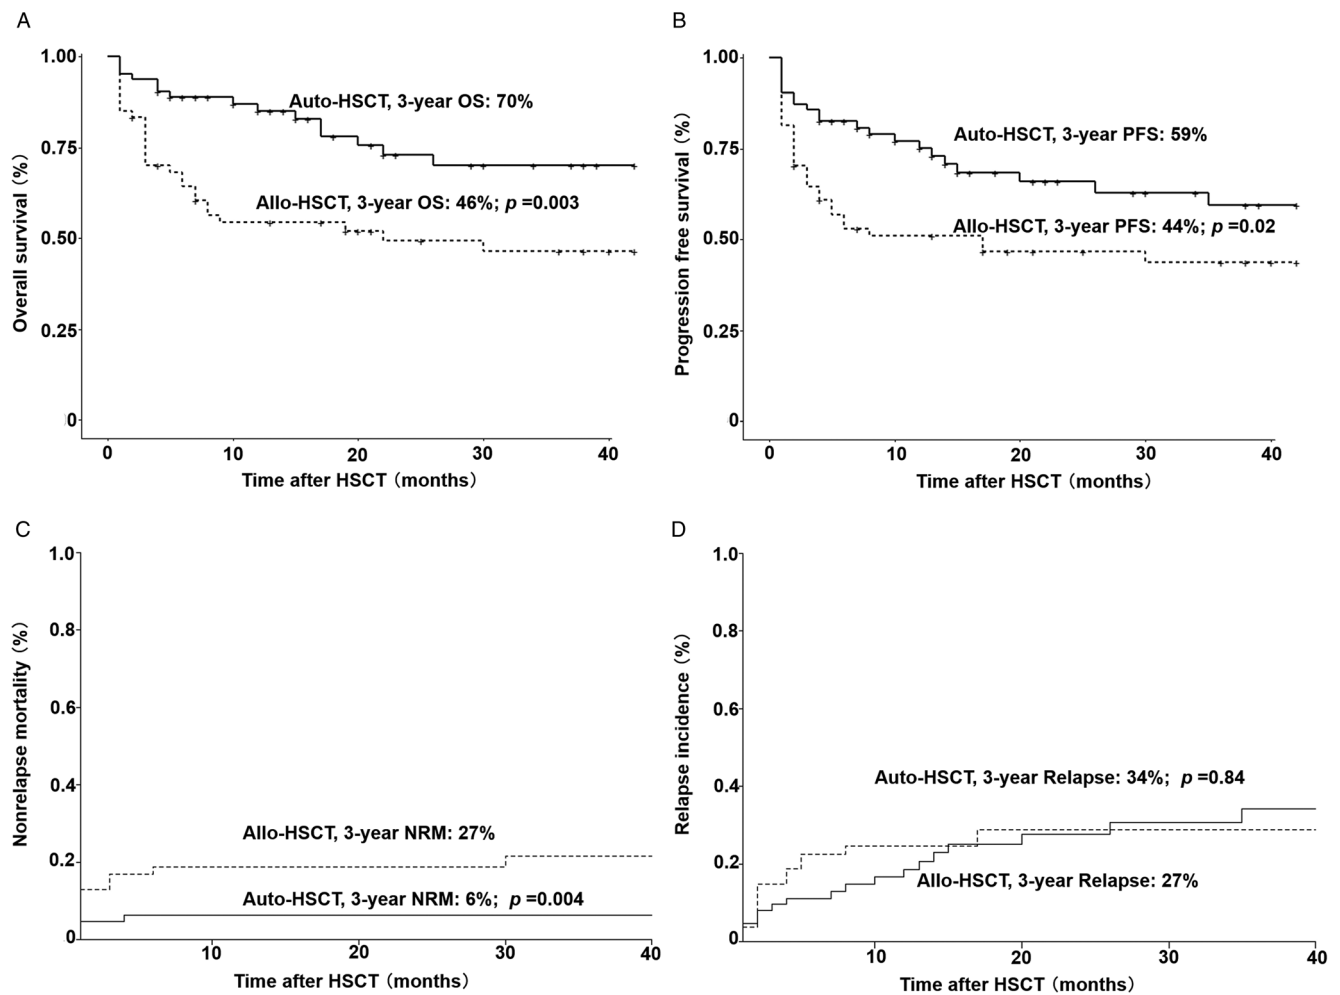 A
1.00
0.75
0.50
0.25
0
Overall survival (%)
Auto-HSCT, 3-year OS: 70%
Allo-HSCT, 3-year OS: 46%; p =0.003
0 10 20 30 40
Time after HSCT (months)
B
1.00
0.75
0.50
0.25
0
Progression free survival (%)
Auto-HSCT, 3-year PFS: 59%
Allo-HSCT, 3-year PFS: 44%; p =0.02
0 10 20 30 40
Time after HSCT (months)
C
1.0
0.8
0.6
0.4
0.2
0
Nonrelapse mortality (%)
Allo-HSCT, 3-year NRM: 27%
Auto-HSCT, 3-year NRM: 6%; p =0.004
10 20 30 40
Time after HSCT (months)
D
1.0
0.8
0.6
0.4
0.2
0
Relapse incidence (%)
Auto-HSCT, 3-year Relapse: 34%; p =0.84
Allo-HSCT, 3-year Relapse: 27%
10 20 30 40
Time after HSCT (months)